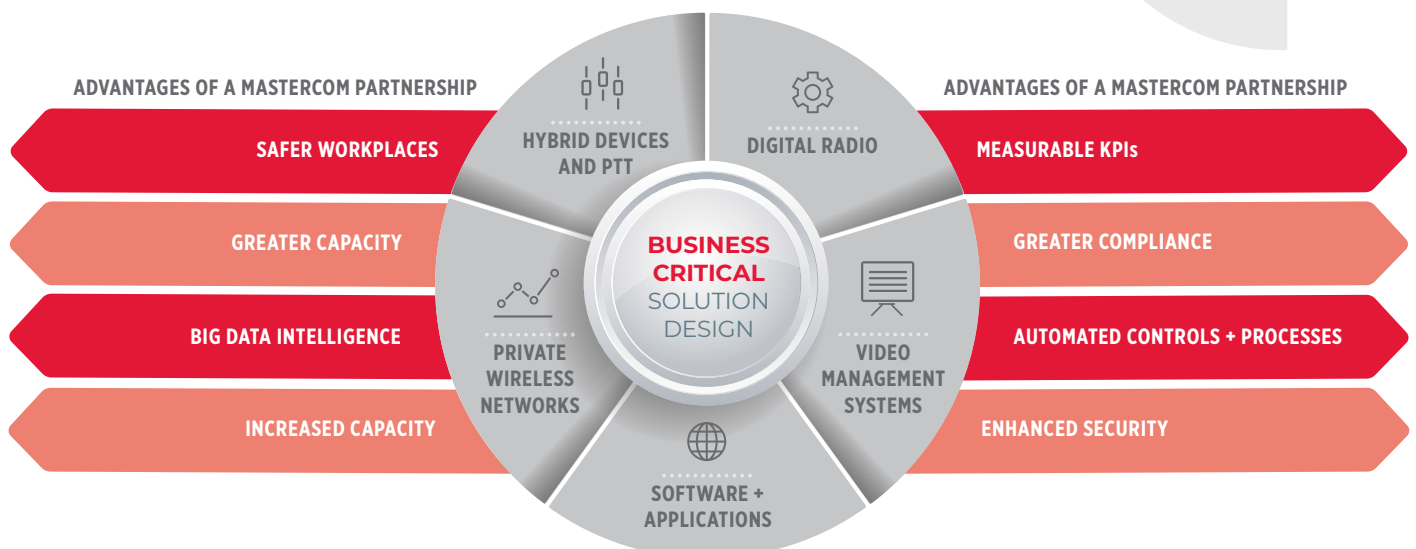 ADVANTAGES OF A MASTERCOM PARTNERSHIP
SAFER WORKPLACES
GREATER CAPACITY
BIG DATA INTELLIGENCE
INCREASED CAPACITY
HYBRID DEVICES
AND PTT
DIGITAL RADIO
PRIVATE
WIRELESS
NETWORKS
BUSINESS
CRITICAL
SOLUTION
DESIGN
VIDEO
MANAGEMENT
SYSTEMS
SOFTWARE +
APPLICATIONS
ADVANTAGES OF A MASTERCOM PARTNERSHIP
MEASURABLE KPIs
GREATER COMPLIANCE
AUTOMATED CONTROLS + PROCESSES
ENHANCED SECURITY